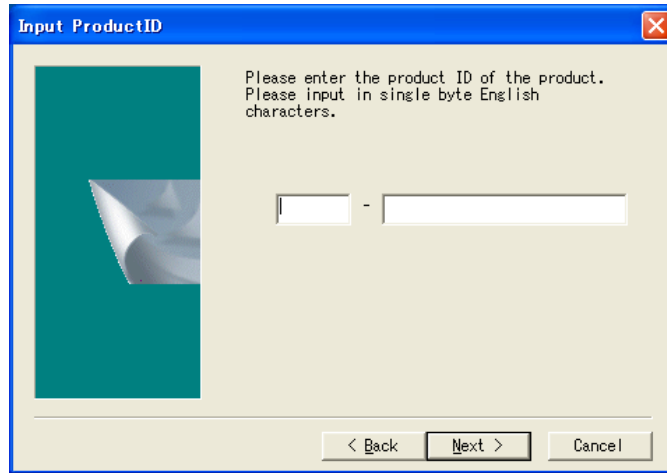 Input ProductID
Please enter the product ID of the product.
Please input in single byte English
characters.
-
< Back
Next >
Cancel